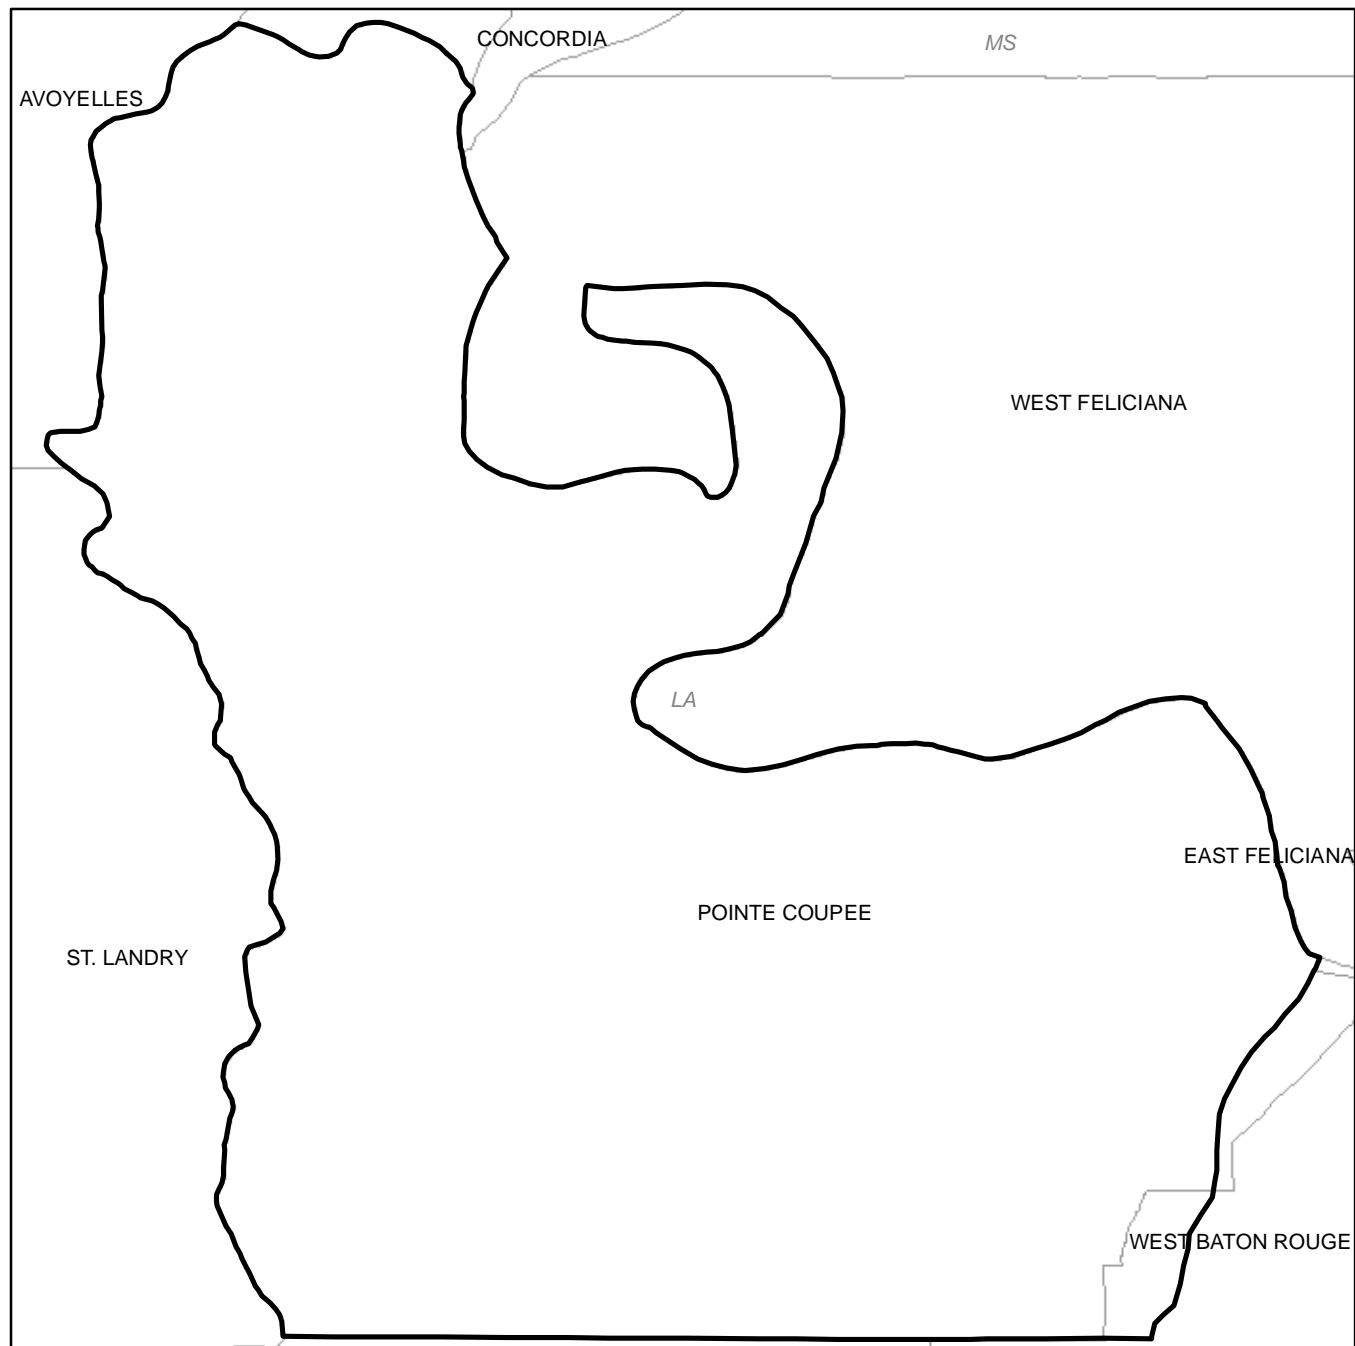 CONCORDIA
MS
AVOYELLES
WEST FELICIANA
LA
EAST FELICIANA
POINTE COUPEE
ST. LANDRY
WEST BATON ROUGE